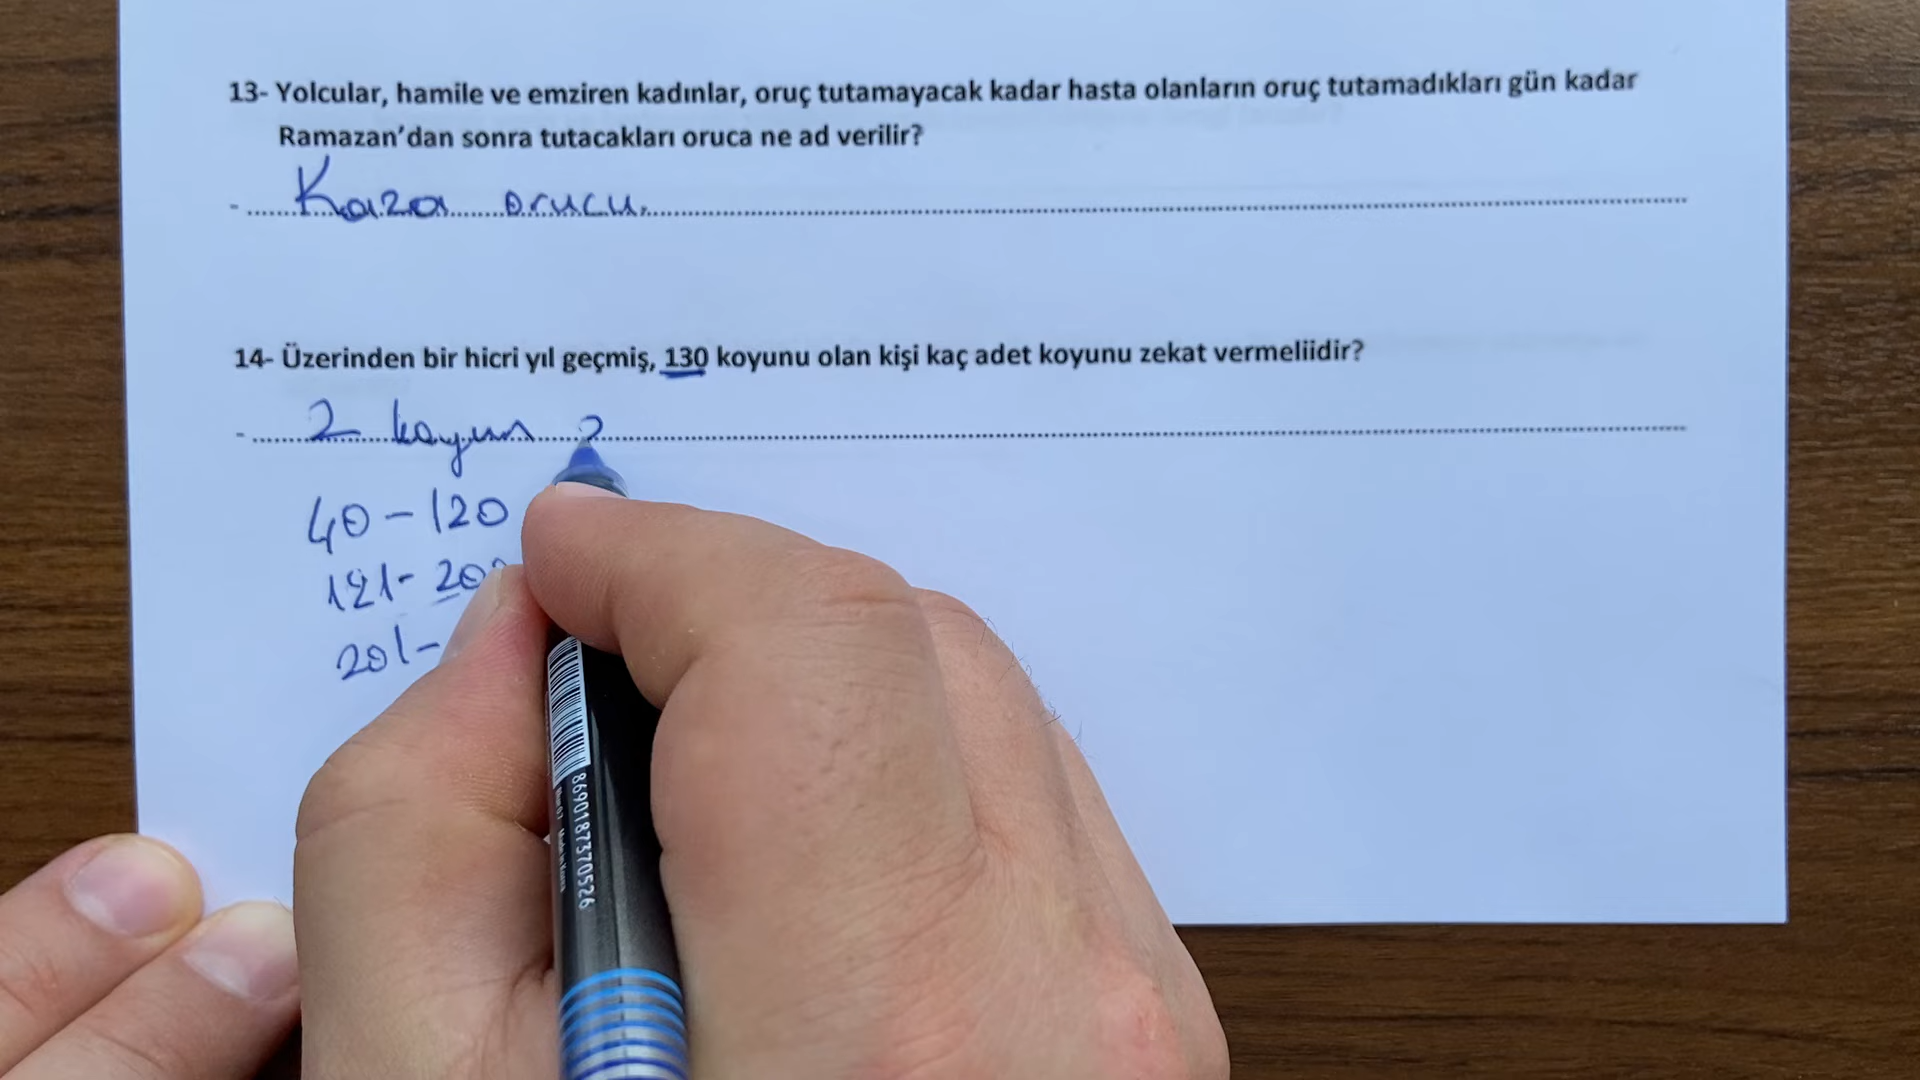 13- Yolcular, hamile ve emziren kadınlar, oruç tutamayacak kadar hasta olanların oruç tutamadıkları gün kadar
Ramazan'dan sonra tutacakları oruca ne ad verilir?
- Kaza orucu.
14- Üzerinden bir hicri yıl geçmiş, 130 koyunu olan kişi kaç adet koyunu zekat vermeliidir?
- 2 koyun
40-120
121-200
201-
8690187370526